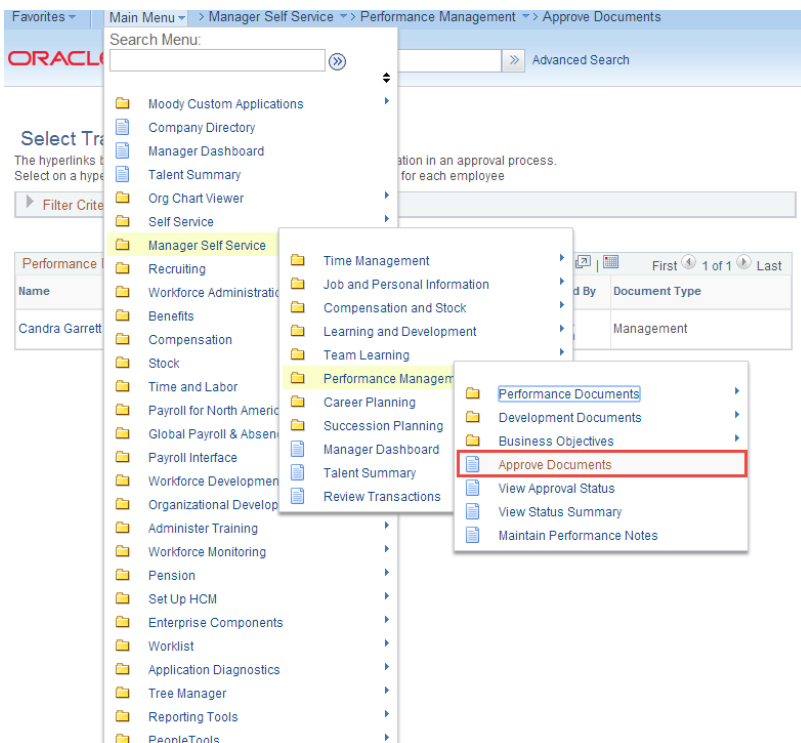 Favorites Main Menu > Manager Self Service > Performance Management > Approve Documents
Search Menu:
ORACL
Advanced Search
Moody Custom Applications
Company Directory
Manager Dashboard
Talent Summary
Org Chart Viewer
Self Service
Manager Self Service
Recruiting
Workforce Administratio
Benefits
Compensation
Stock
Time and Labor
Payroll for North Americ
Global Payroll & Absen
Payroll Interface
Workforce Developmen
Organizational Develop
Administer Training
Workforce Monitoring
Pension
Set Up HCM
Enterprise Components
Worklist
Application Diagnostics
Tree Manager
Reporting Tools
PeopleTools
Select Tra
The hyperlinks b
ation in an approval process.
Select on a hype
for each employee
Filter Crite
Performance
First 1 of 1 Last
Name
d By Document Type
Candra Garrett
Management
Time Management
Job and Personal Information
Compensation and Stock
Learning and Development
Team Learning
Performance Managem
Career Planning
Succession Planning
Manager Dashboard
Talent Summary
Review Transactions
Performance Documents
Development Documents
Business Objectives
Approve Documents
View Approval Status
View Status Summary
Maintain Performance Notes